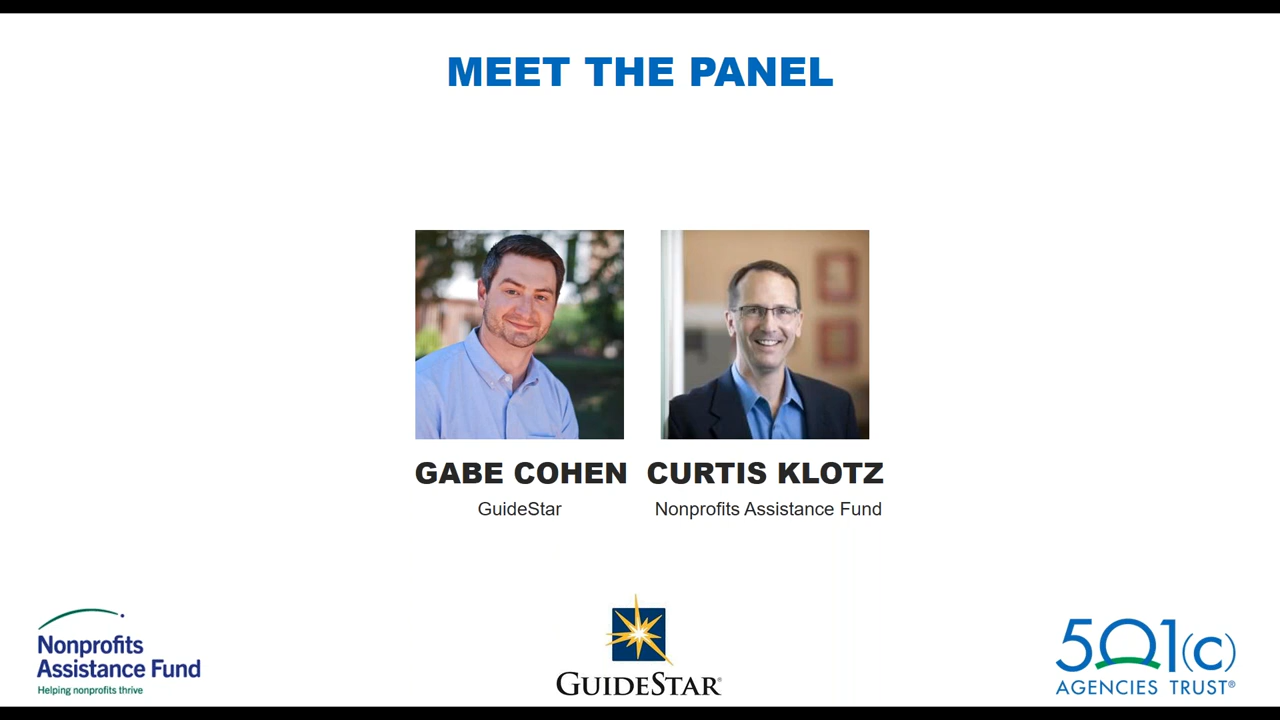 MEET THE PANEL
GABE COHEN
GuideStar
CURTIS KLOTZ
Nonprofits Assistance Fund
Nonprofits
Assistance Fund
Helping nonprofits thrive
GUIDESTAR®
501(c)
AGENCIES TRUST®